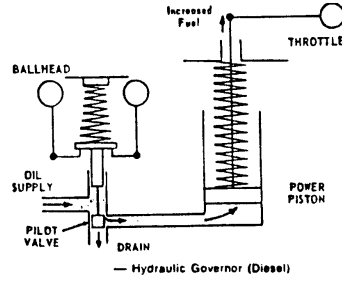 Increased
Fuel
THROTTLE
BALLHEAD
OIL
SUPPLY
POWER
PISTON
PILOT
VALVE
DRAIN
— Hydraulic Governor (Diesel)